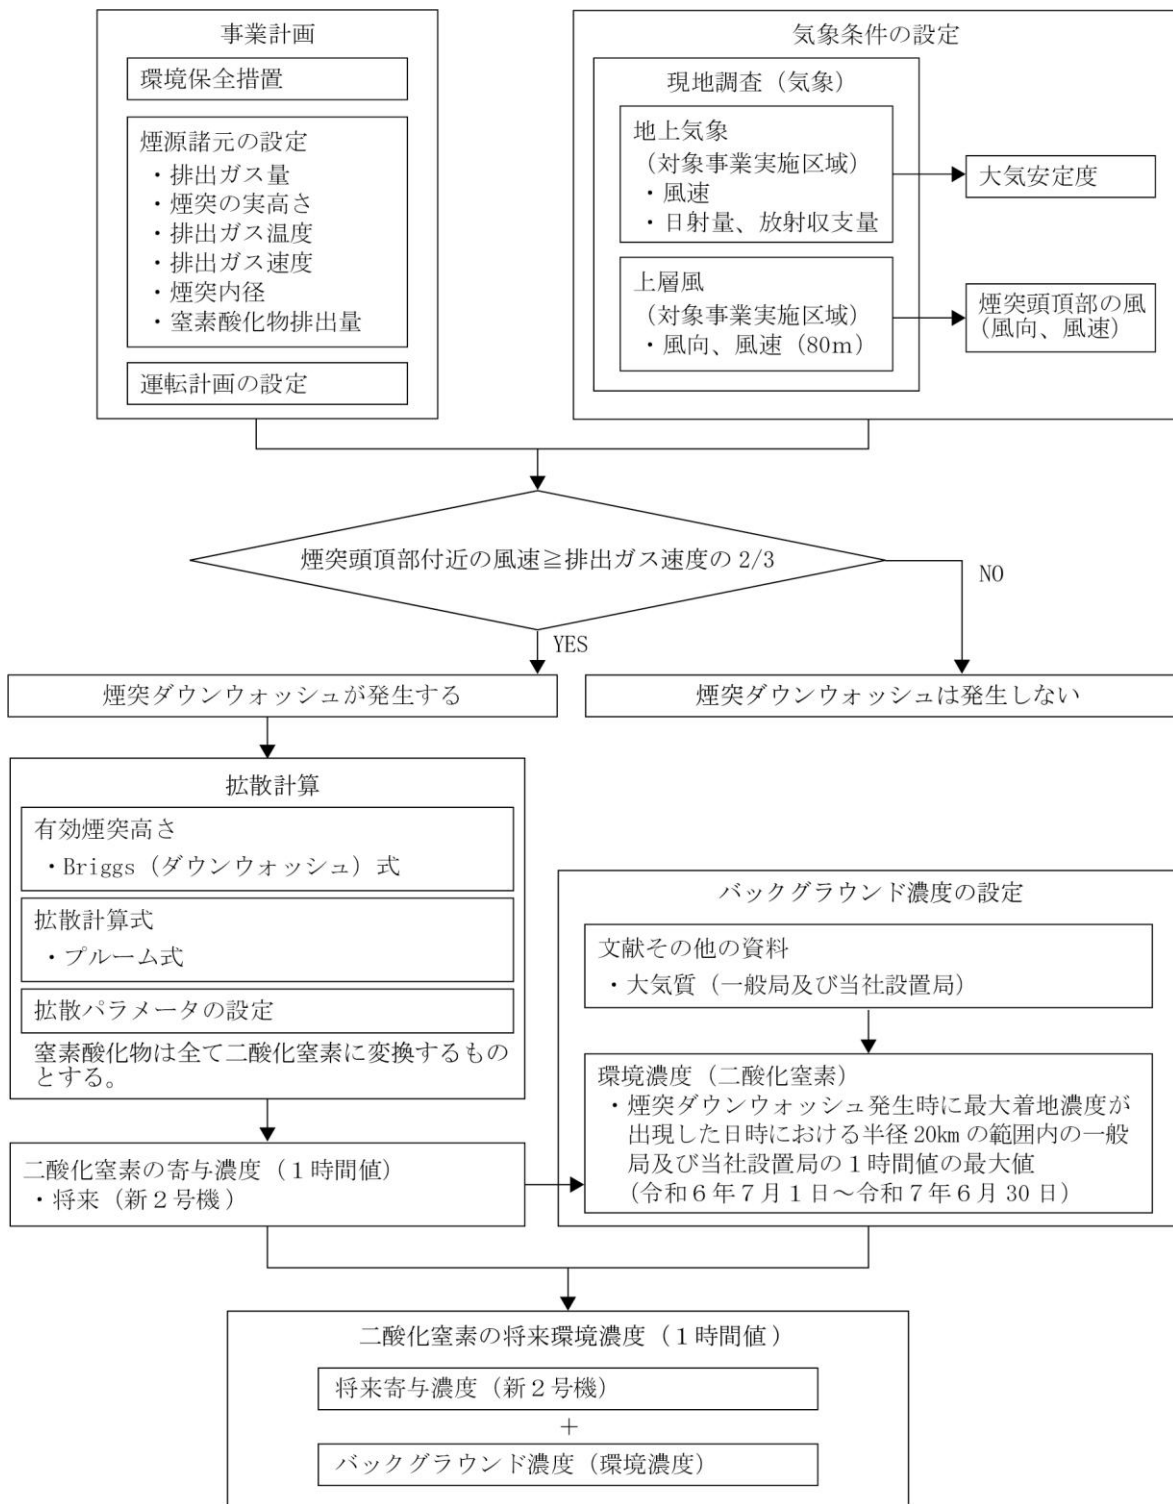 事業計画
環境保全措置
煙源諸元の設定
・排出ガス量
・煙突の実高さ
・排出ガス温度
・排出ガス速度
・煙突内径
・窒素酸化物排出量
運転計画の設定
気象条件の設定
現地調査（気象）
地上気象
（対象事業実施区域）
・風速
・日射量、放射収支量
大気安定度
上層風
（対象事業実施区域）
・風向、風速（80m）
煙突頭頂部の風
（風向、風速）
煙突頭頂部付近の風速≧排出ガス速度の 2/3
NO
YES
煙突ダウンウォッシュが発生する
煙突ダウンウォッシュは発生しない
拡散計算
有効煙突高さ
・Briggs（ダウンウォッシュ）式
拡散計算式
・プルーム式
拡散パラメータの設定
窒素酸化物は全て二酸化窒素に変換するもの
とする。
バックグラウンド濃度の設定
文献その他の資料
・大気質（一般局及び当社設置局）
環境濃度（二酸化窒素）
・煙突ダウンウォッシュ発生時に最大着地濃度が
出現した日時における半径 20km の範囲内の一般
局及び当社設置局の１時間値の最大値
（令和６年７月１日～令和７年６月 30 日）
二酸化窒素の寄与濃度（１時間値）
・将来（新２号機）
二酸化窒素の将来環境濃度（１時間値）
将来寄与濃度（新２号機）
＋
バックグラウンド濃度（環境濃度）